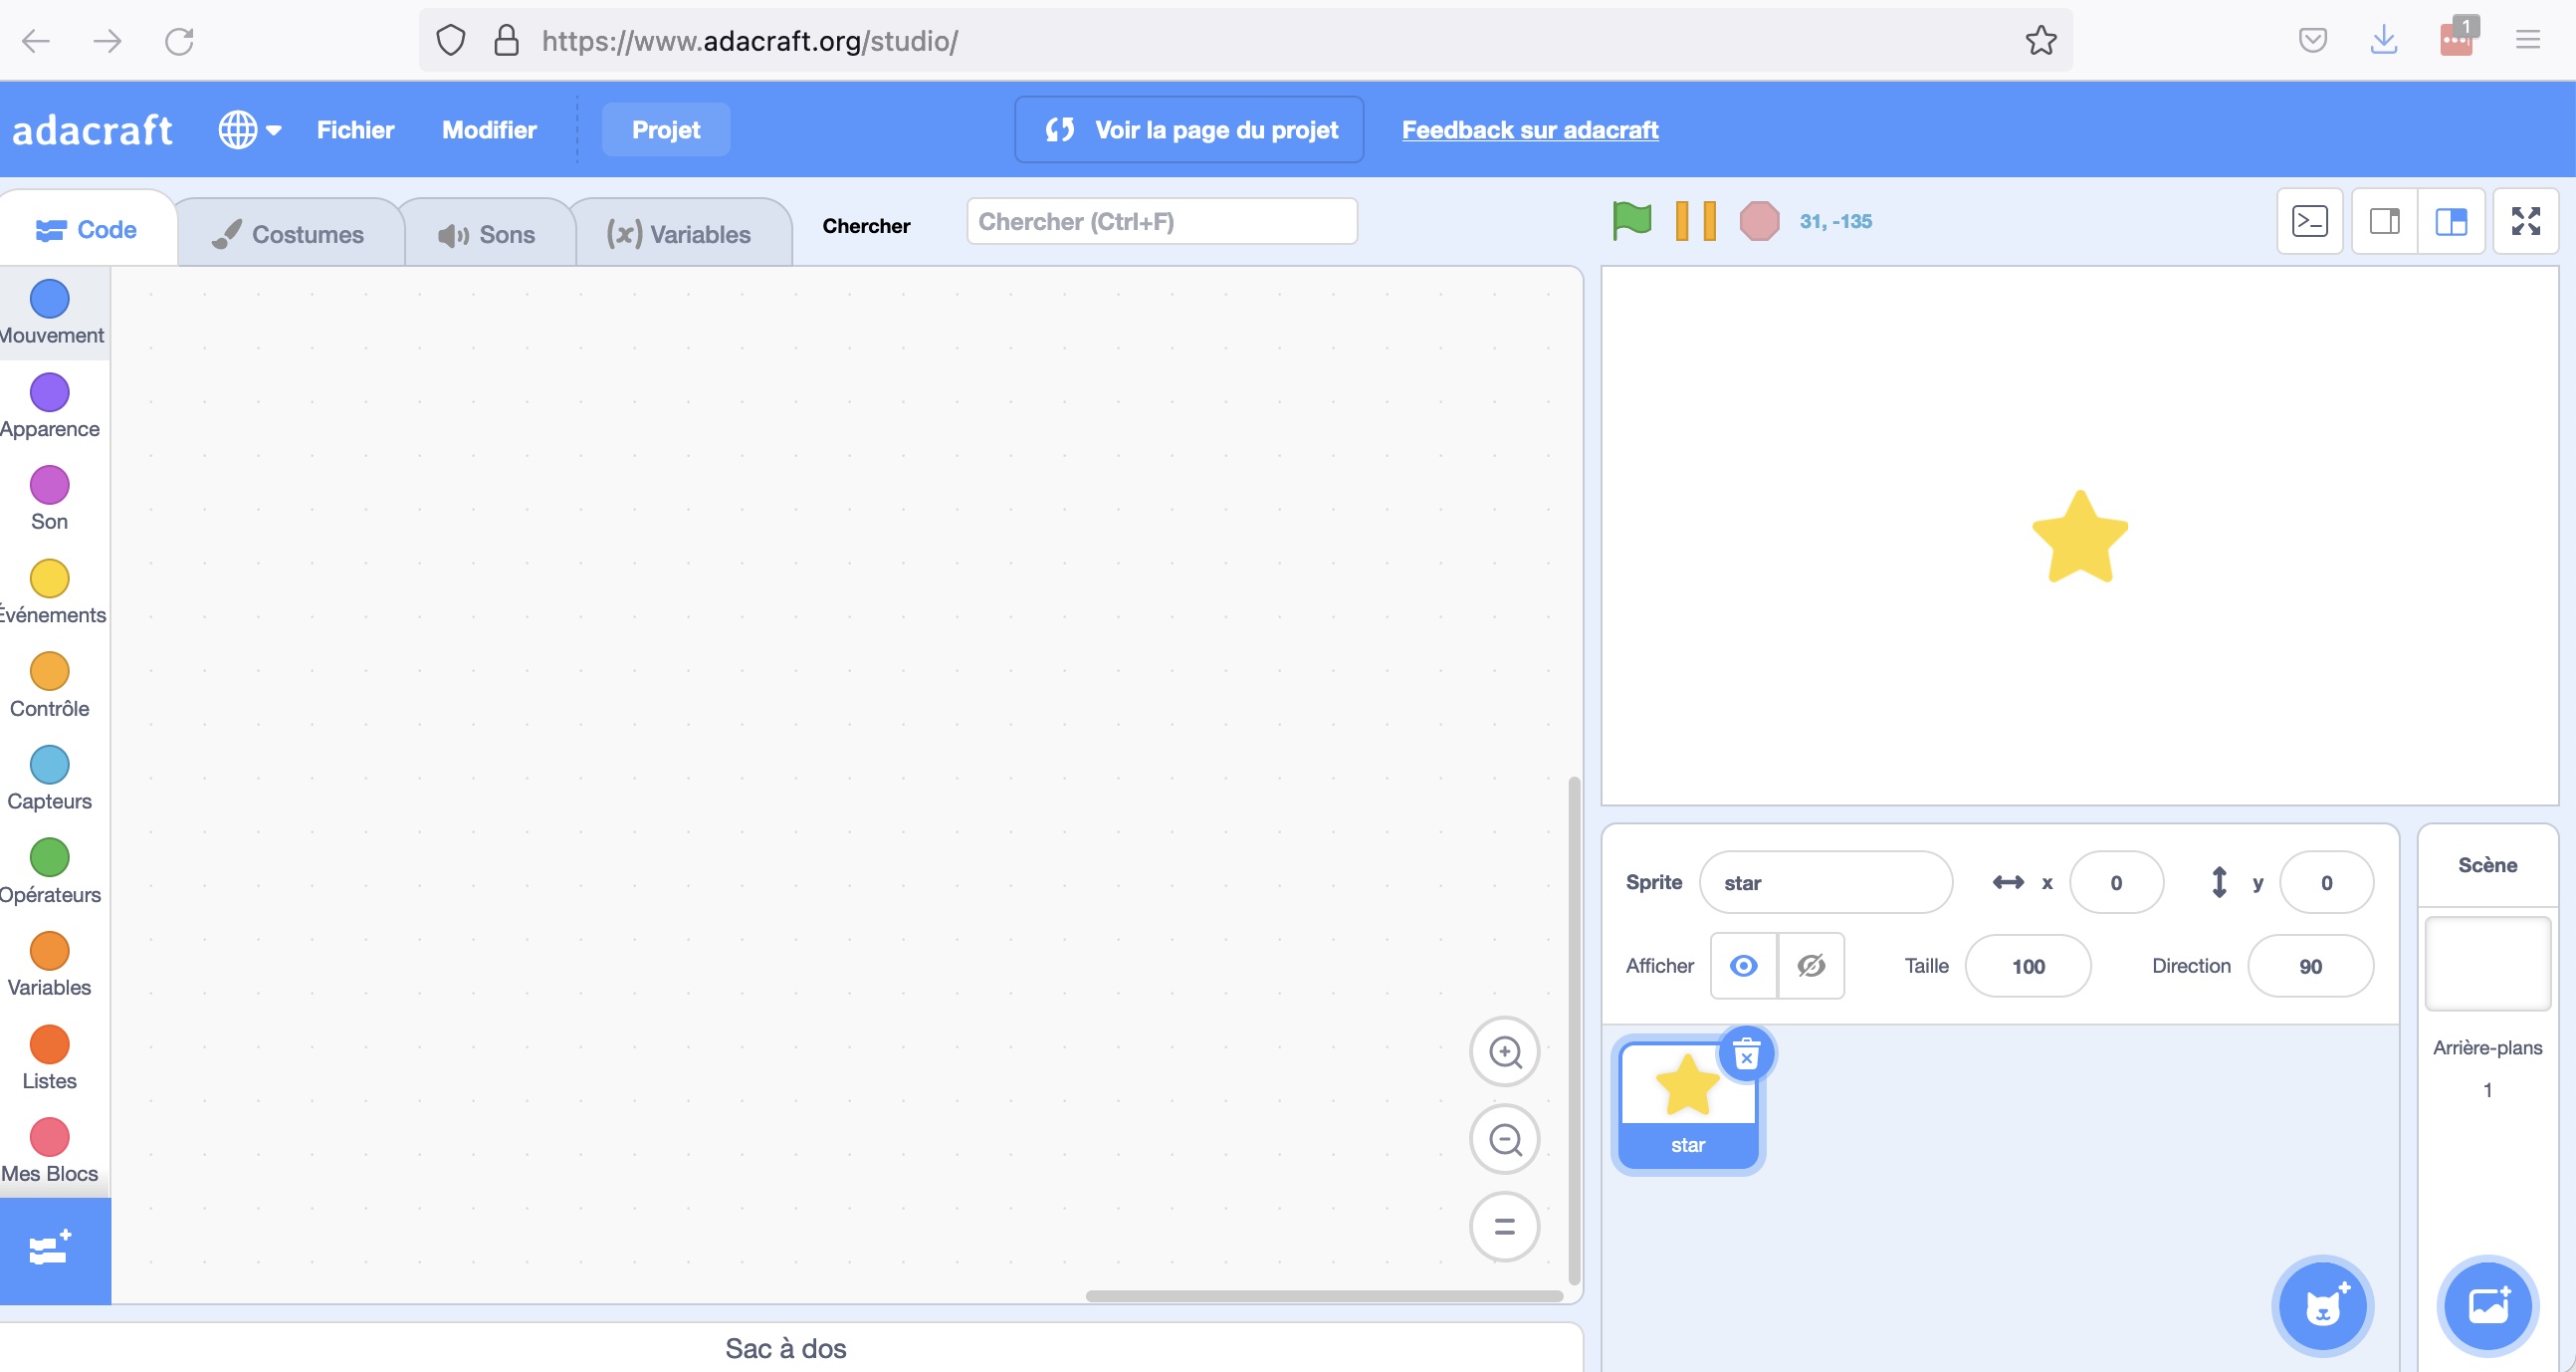 https://www.adacraft.org/studio/
1
adacraft
Fichier
Modifier
Projet
Voir la page du projet
Feedback sur adacraft
Code
Costumes
Sons
(x) Variables
Chercher
Chercher (Ctrl+F)
31, -135
Mouvement
Apparence
Son
Événements
Contrôle
Capteurs
Opérateurs
Variables
Listes
Mes Blocs
Sprite
star
x
0
y
0
Afficher
Taille
100
Direction
90
star
Scène
Arrière-plans
1
Sac à dos